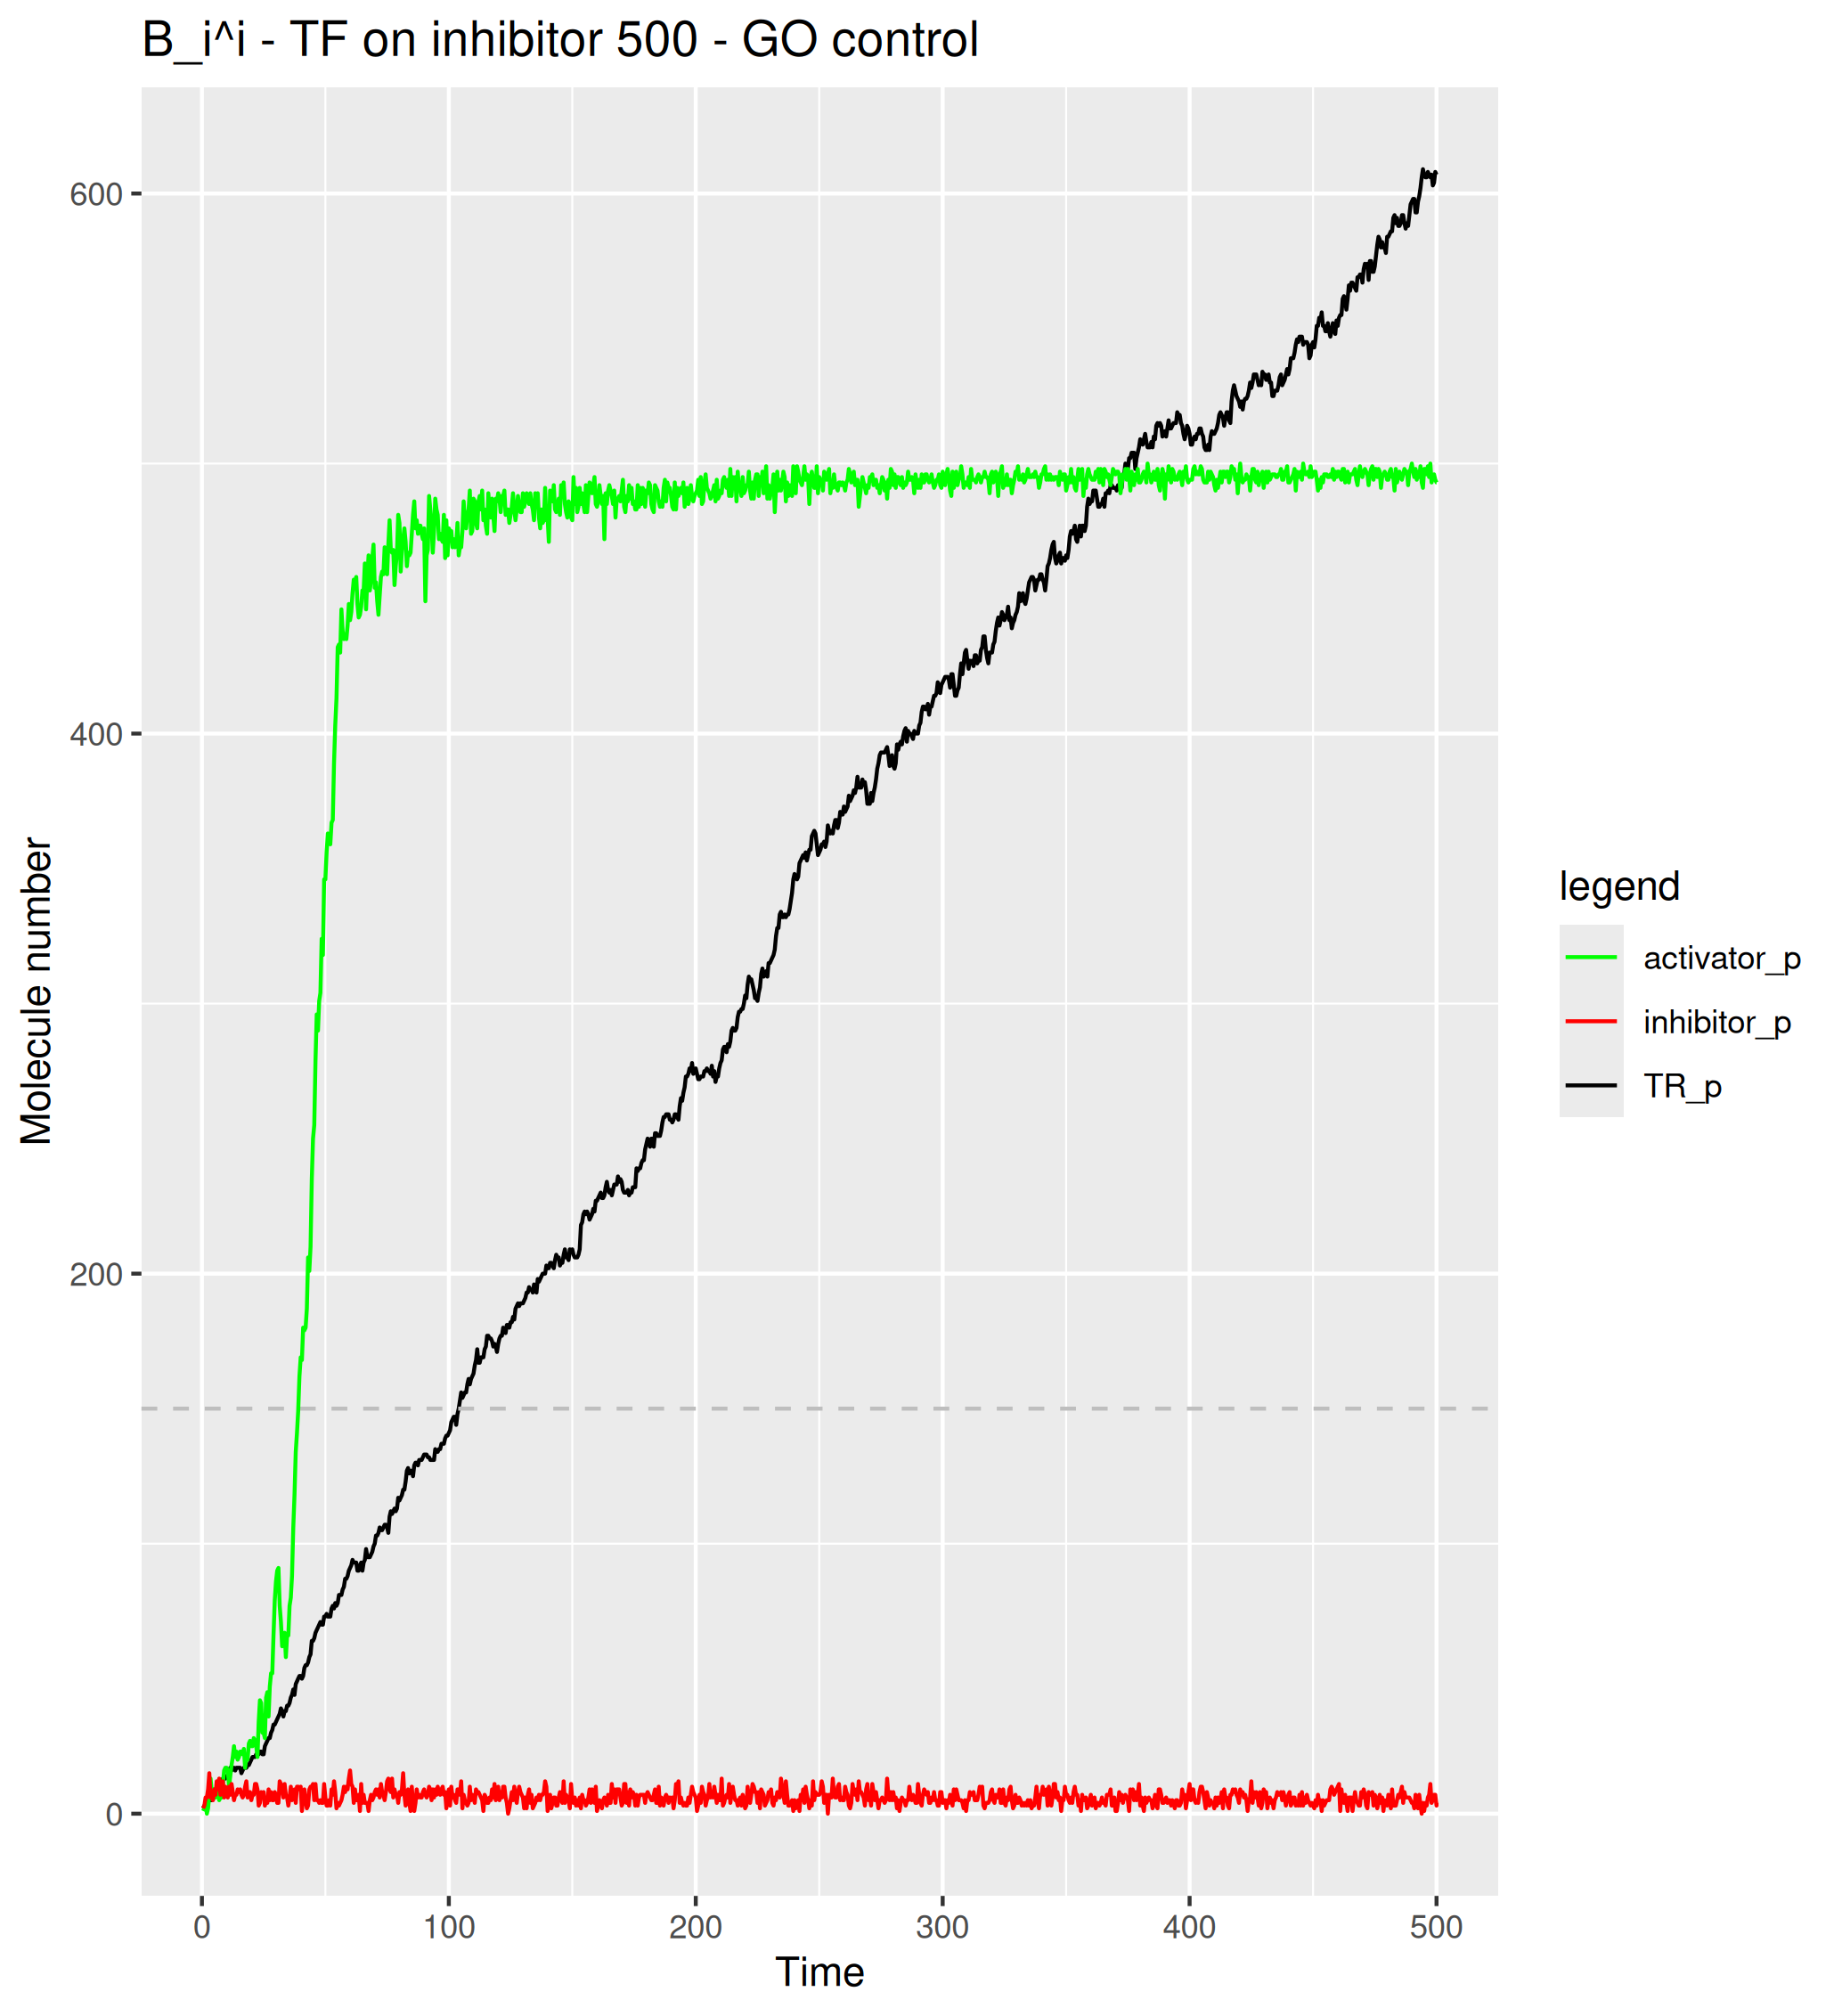 B_i^i - TF on inhibitor 500 - GO control
Molecule number
600
400
200
0
0 100 200 300 400 500
Time
legend
activator_p
inhibitor_p
TR_p